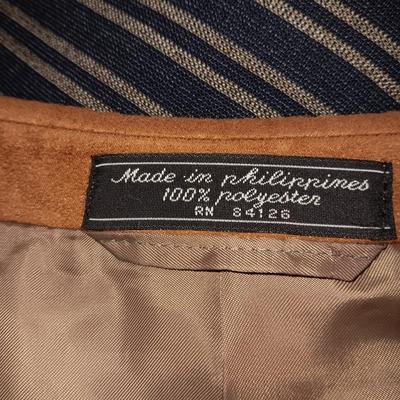 Made in philippines
100% polyester
RN 84126